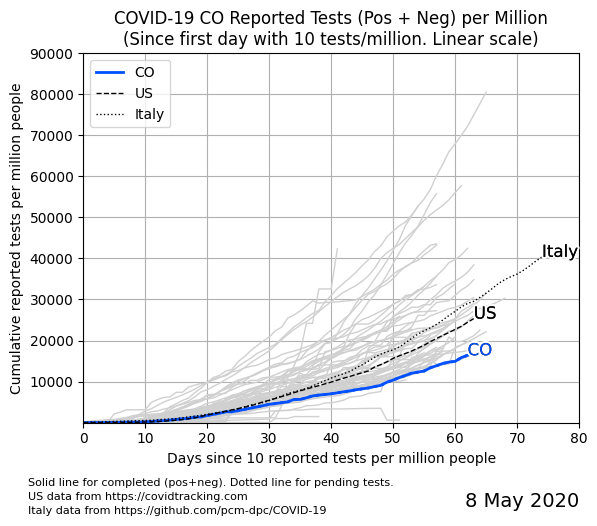 COVID-19 CO Reported Tests (Pos + Neg) per Million
(Since first day with 10 tests/million. Linear scale)
Cumulative reported tests per million people
90000
80000
70000
60000
50000
40000
30000
20000
10000
CO
US
Italy
Italy
US
CO
0 10 20 30 40 50 60 70 80
Days since 10 reported tests per million people
Solid line for completed (pos+neg). Dotted line for pending tests.
US data from https://covidtracking.com
Italy data from https://github.com/pcm-dpc/COVID-19
8 May 2020